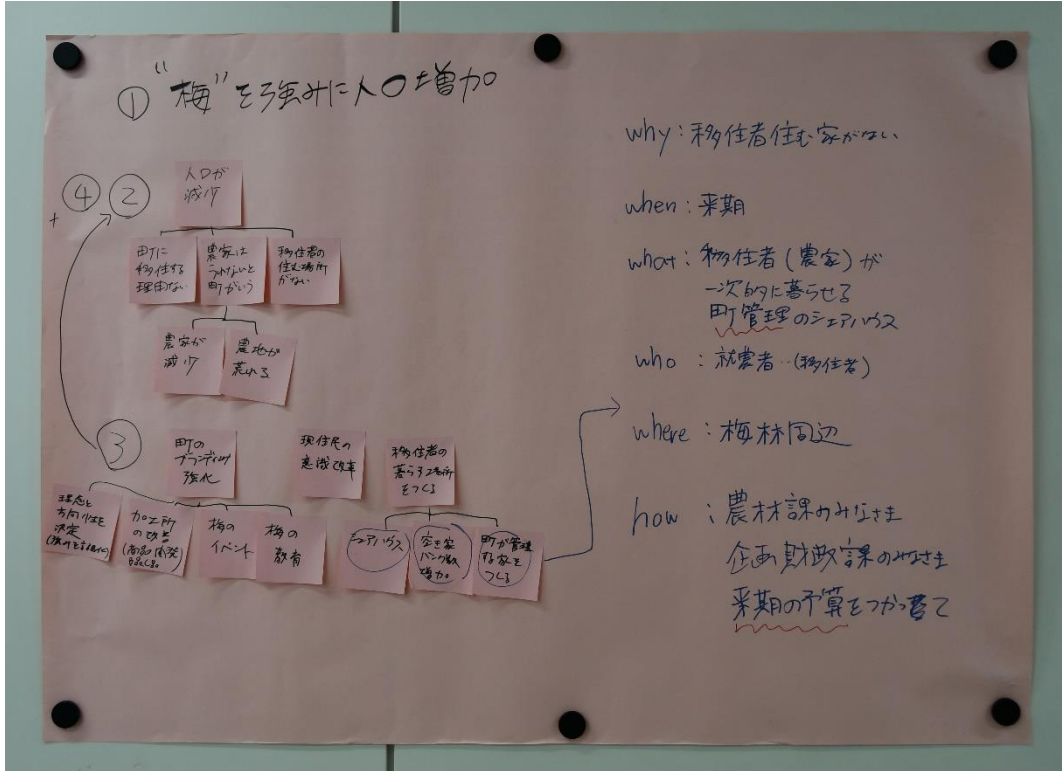 ① "梅"を強みに人口増加
④ ②
+
人口が
減少
町に
移住する
理由ない
農家は
うれないと
町がいう
移住者の
住む場所
がない
農家が
減少
農地が
荒れる
③
町の
ブランディング
強化
現住民の
意識改革
移住者の
暮らす場所
をつくる
理念と
方向性を
決定
加工所
の改善
(商品開発)
梅の
イベント
梅の
教育
シェアハウス
空き家
バンク数
増加。
町が管理
する家を
つくる
why:移住者住む家がない
when:来期
what:移住者(農家)が
一次的に暮らせる
町管理のシェアハウス
who:就農者‥(移住者)
where:梅林周辺
how:農林課のみなさま
企画財政課のみなさま
来期の予算をつかって